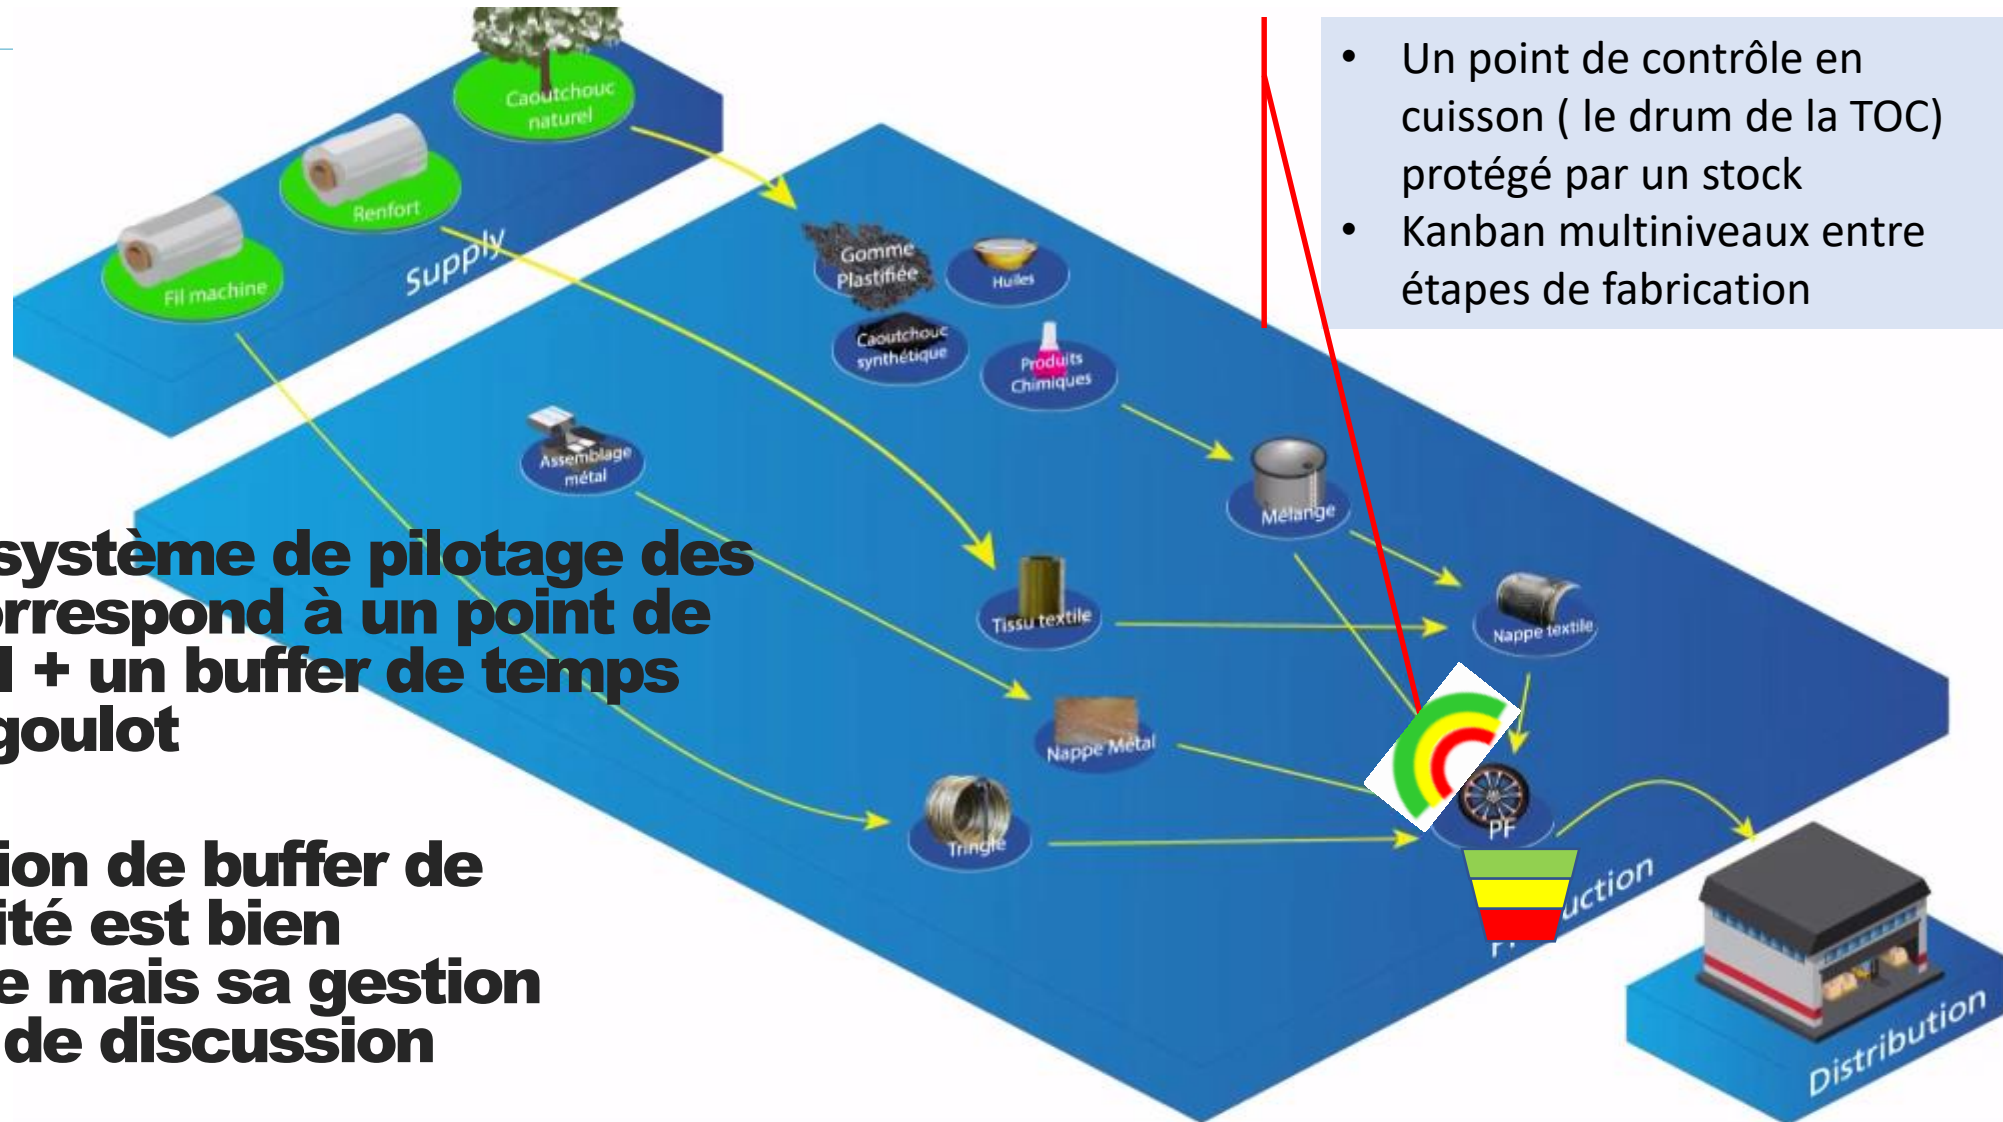 Un point de contrôle en
cuisson ( le drum de la TOC)
protégé par un stock
Kanban multiniveaux entre
étapes de fabrication
Caoutchouc
naturel
Renfort
Fil machine
Supply
Gomme
Plastifiée
Huiles
Caoutchouc
synthétique
Produits
Chimiques
Assemblage
métal
Mélange
Tissu textile
Nappe textile
Nappe Métal
Tringle
PF
uction
Distribution
système de pilotage des
orrespond à un point de
+ un buffer de temps
goulot
ion de buffer de
ité est bien
e mais sa gestion
de discussion